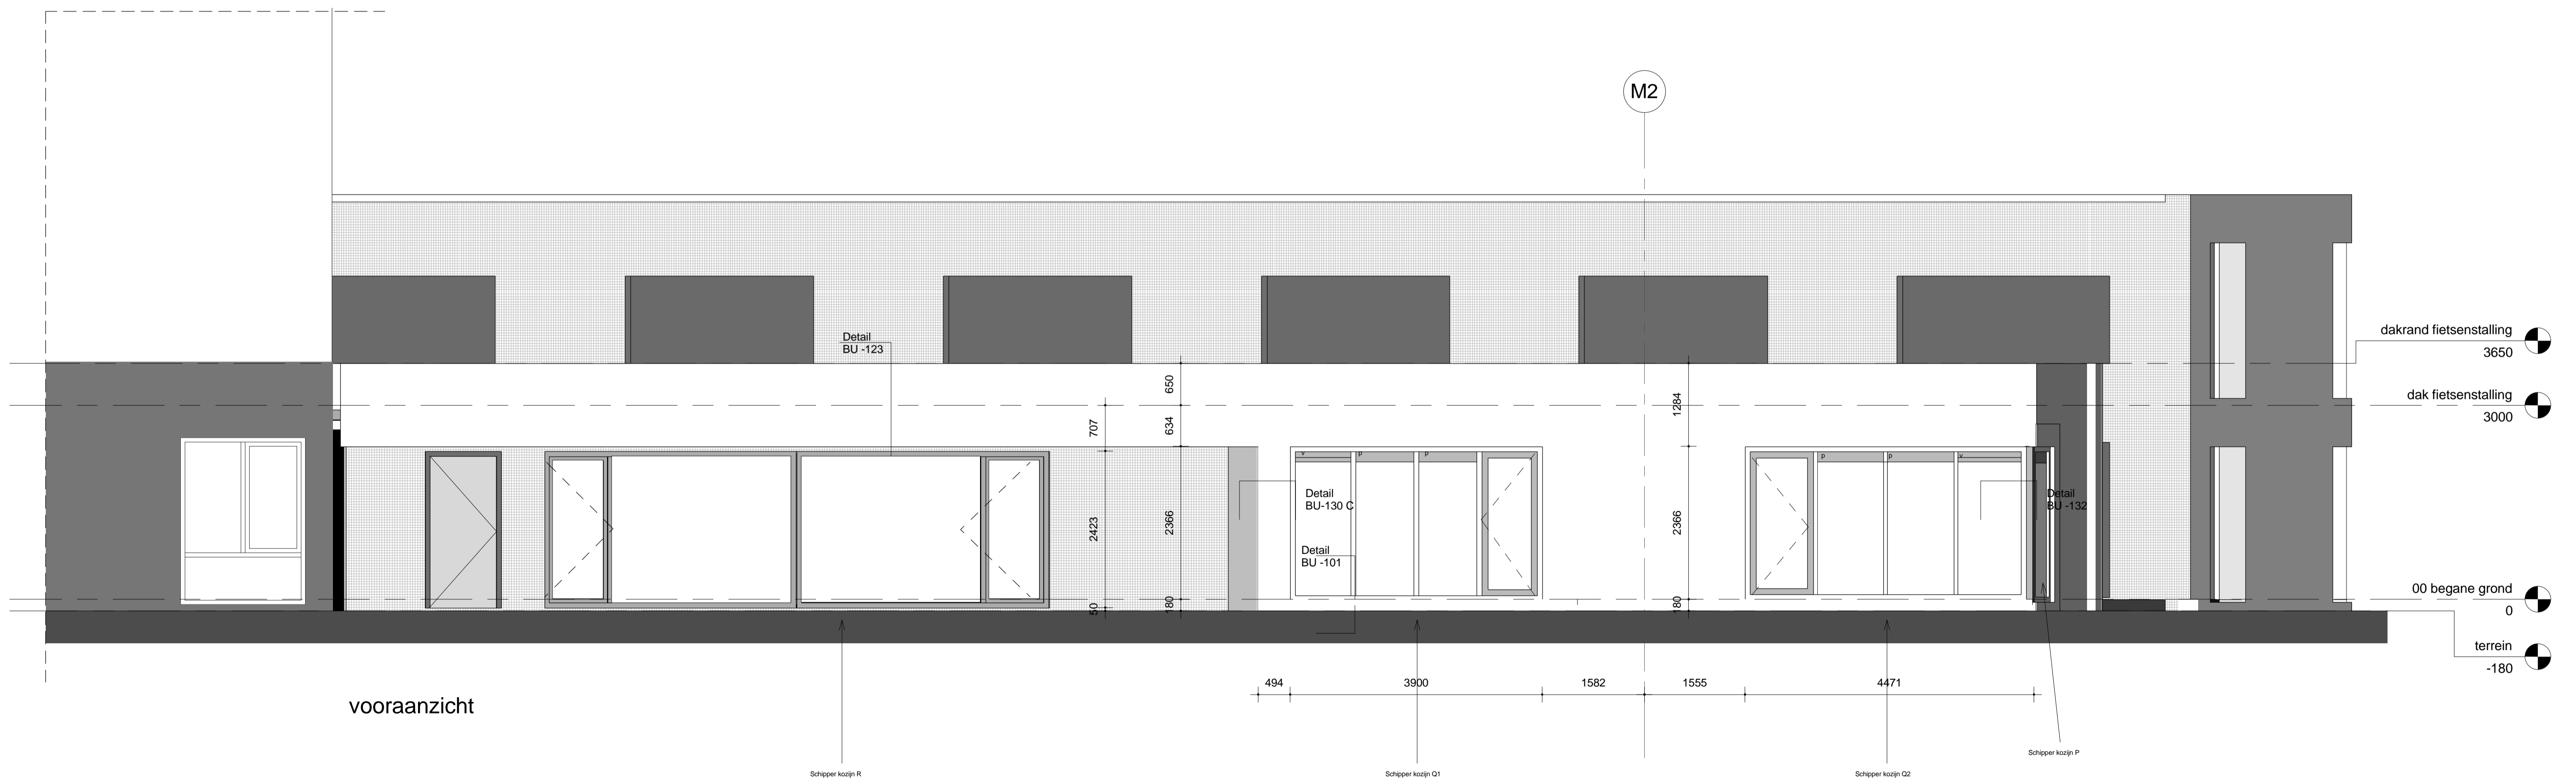 M2
dakrand fietsenstalling
3650
dak fietsenstalling
3000
00 begane grond
0
terrein
-180
Detail
BU -123
650
634
707
2423
2366
50
180
1284
2366
180
v
p
p
p
p
v
Detail
BU-130 C
Detail
BU -101
Detail
BU -132
494
3900
1582
1555
4471
vooraanzicht
Schipper kozijn R
Schipper kozijn Q1
Schipper kozijn Q2
Schipper kozijn P